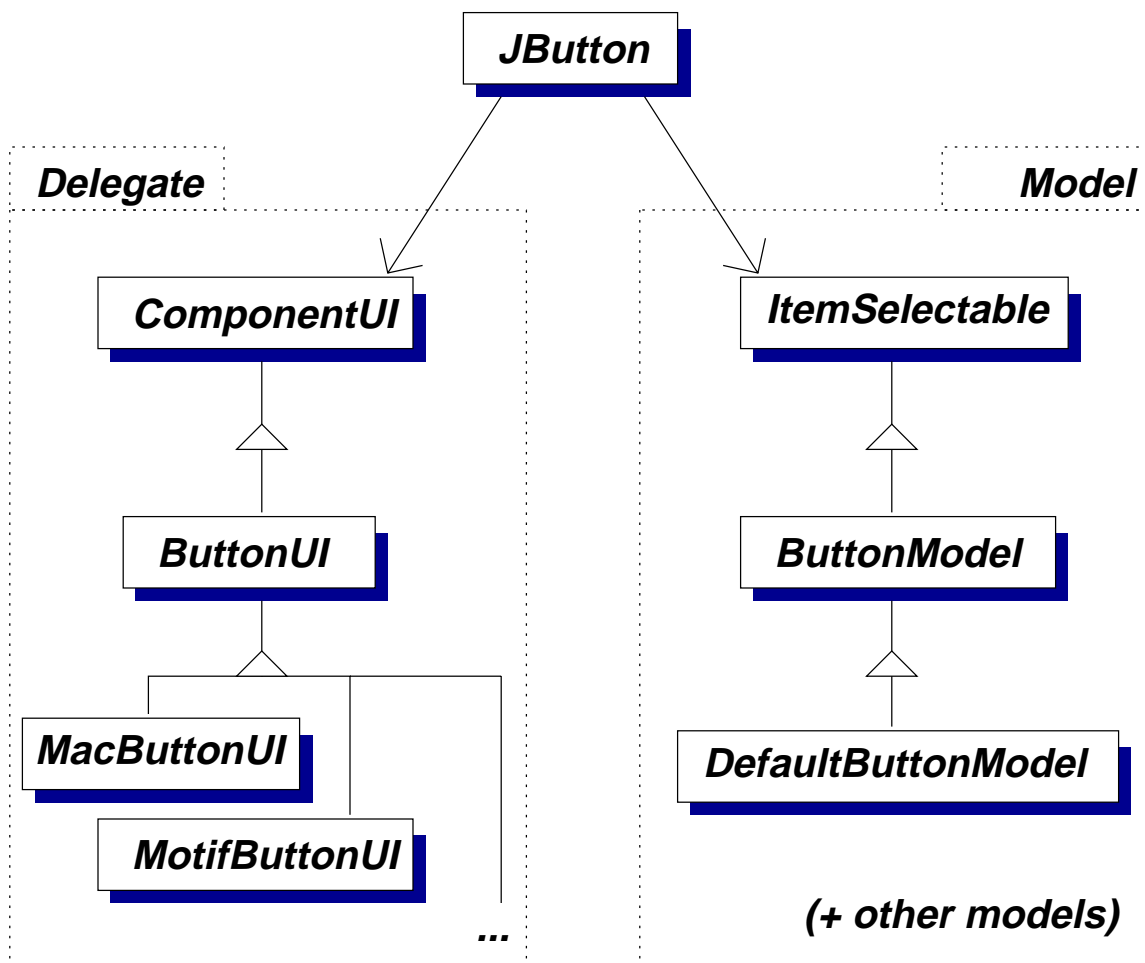 JButton
Delegate
Model
ComponentUI
ItemSelectable
ButtonUI
ButtonModel
MacButtonUI
DefaultButtonModel
MotifButtonUI
...
(+ other models)